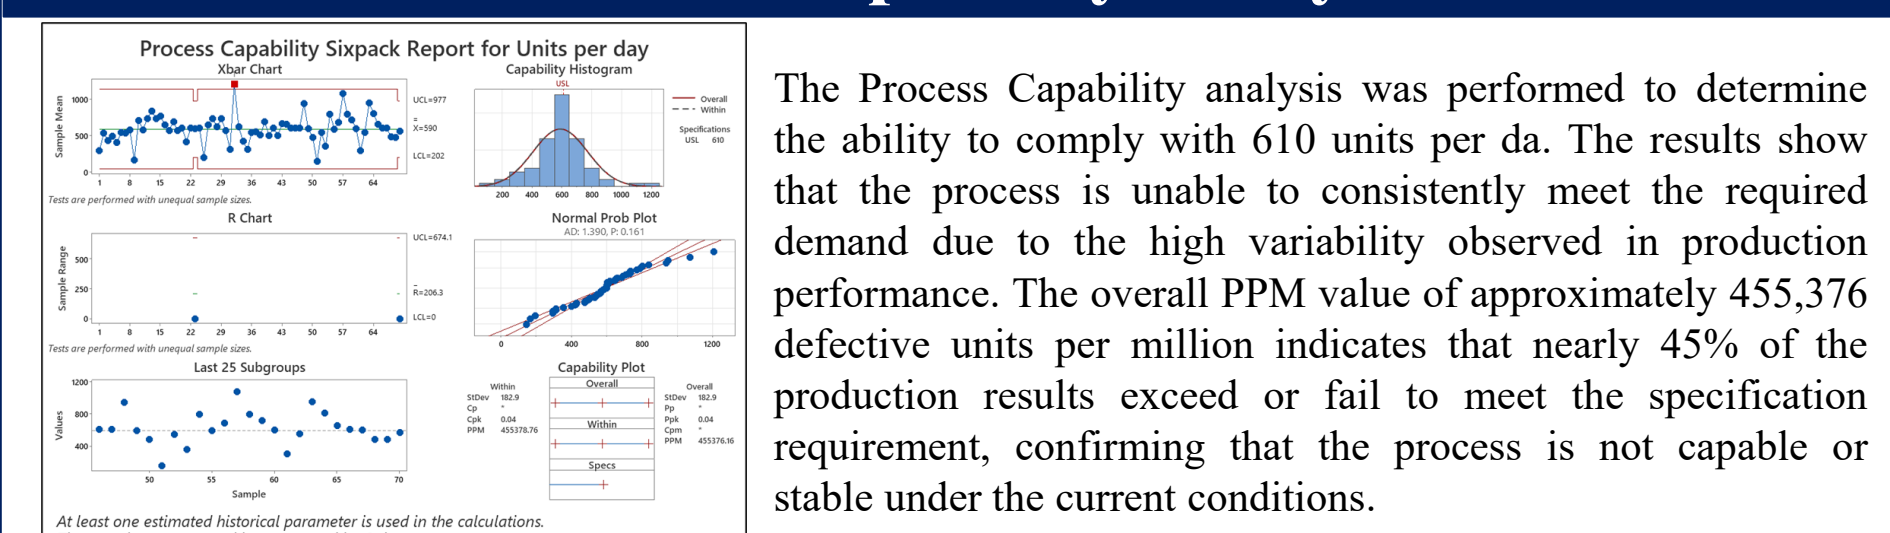 Process Capability Sixpack Report for Units per day
Xbar Chart
Sample Mean
1000
500
0
1 8 15 22 29 36 43 50 57 64
UCL=977
X=590
LCL=202
Tests are performed with unequal sample sizes.
R Chart
Sample Range
500
250
0
1 8 15 22 29 36 43 50 57 64
UCL=674.1
R=206.3
LCL=0
Tests are performed with unequal sample sizes.
Last 25 Subgroups
Values
1200
800
400
50 55 60 65 70
Sample
Capability Histogram
USL
200 400 600 800 1000 1200
Overall
Within
Specifications
USL 610
Normal Prob Plot
AD: 1.390, P: 0.161
0 400 800 1200
Capability Plot
Within
StDev 182.9
Cp *
Cpk 0.04
PPM 455378.76
Overall
Within
Specs
Overall
StDev 182.9
Pp *
Ppk 0.04
Cpm *
PPM 455376.16
At least one estimated historical parameter is used in the calculations.
The Process Capability analysis was performed to determine
the ability to comply with 610 units per da. The results show
that the process is unable to consistently meet the required
demand due to the high variability observed in production
performance. The overall PPM value of approximately 455,376
defective units per million indicates that nearly 45% of the
production results exceed or fail to meet the specification
requirement, confirming that the process is not capable or
stable under the current conditions.